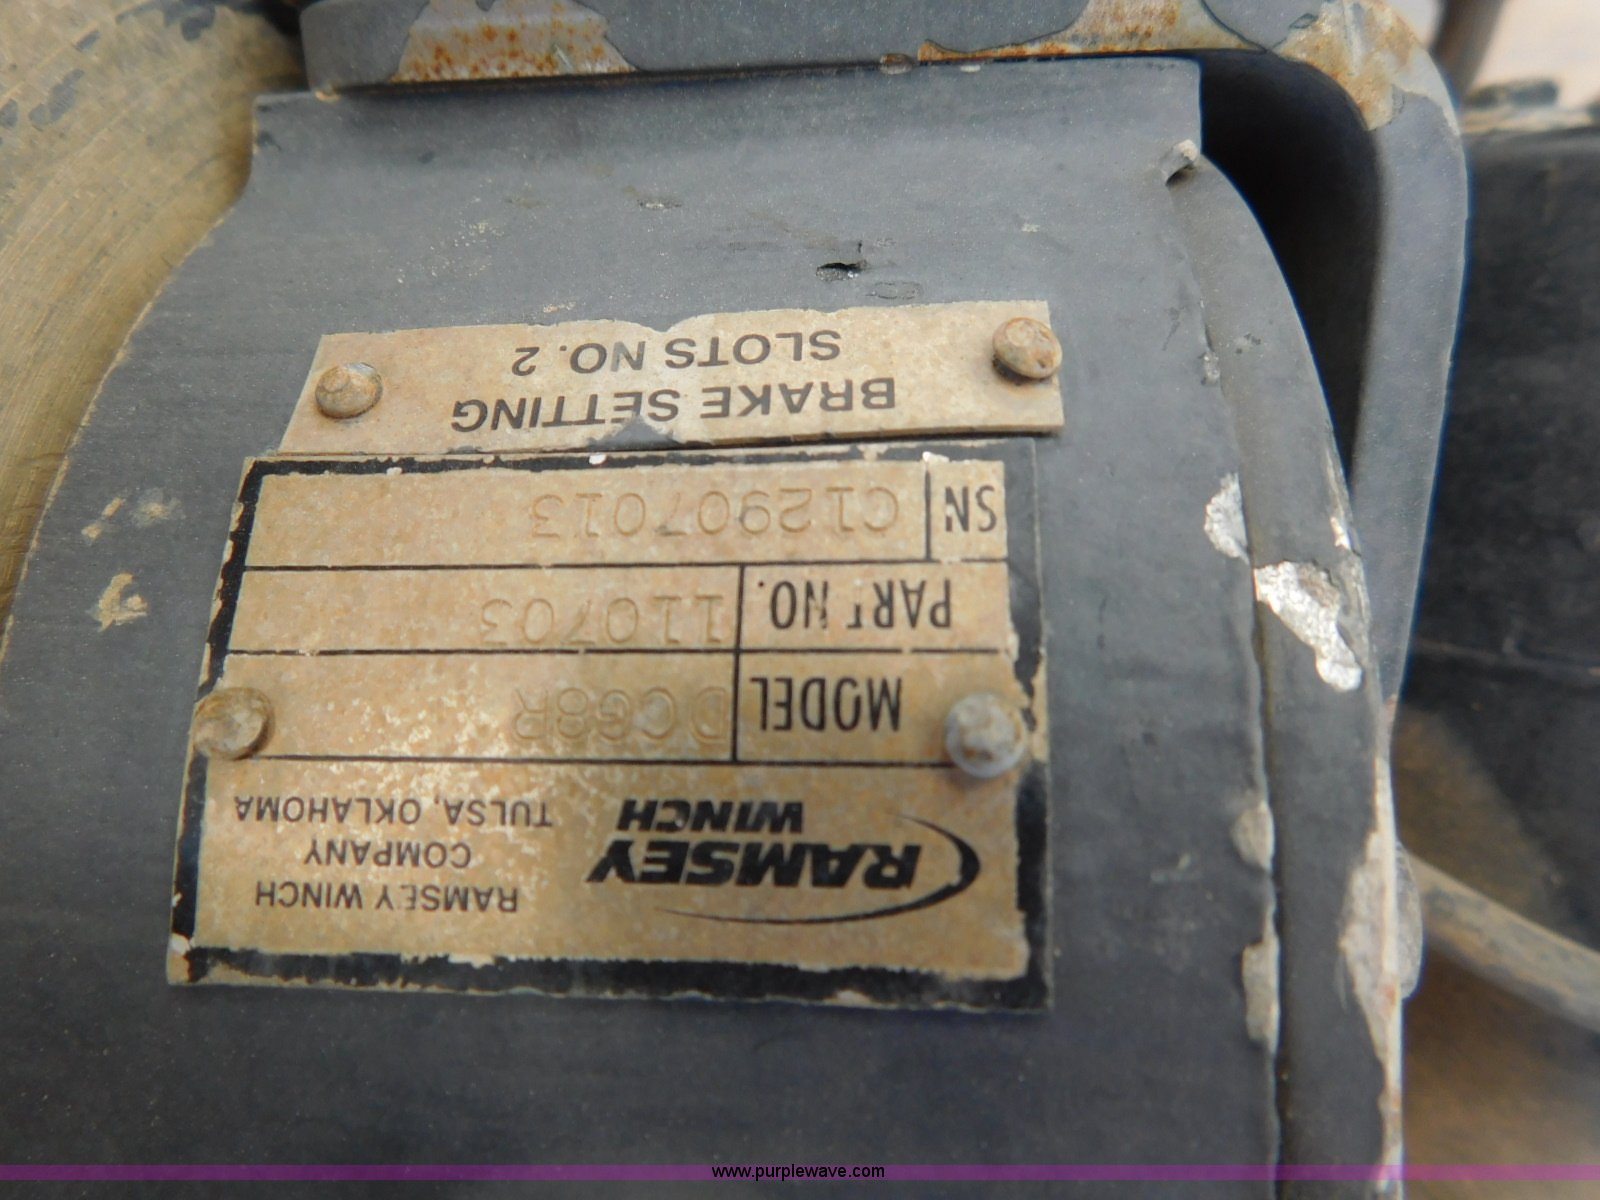 RAMSEY
WINCH
RAMSEY WINCH
COMPANY
TULSA, OKLAHOMA
MODEL DC68R
PART NO. 110703
SN C12907013
BRAKE SETTING
SLOTS NO. 2
www.purplewave.com